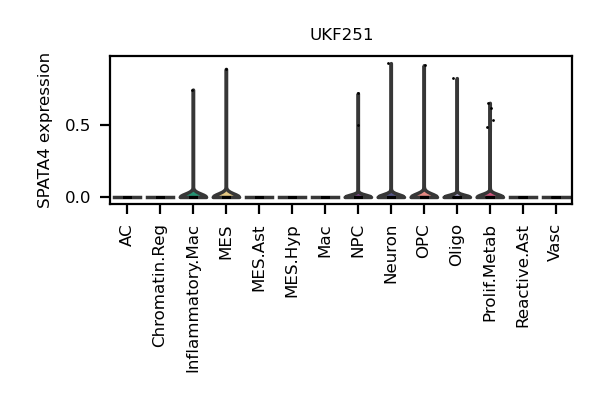 UKF251
SPATA4 expression
0.5
0.0
AC
Chromatin.Reg
Inflammatory.Mac
MES
MES.Ast
MES.Hyp
Mac
NPC
Neuron
OPC
Oligo
Prolif.Metab
Reactive.Ast
Vasc